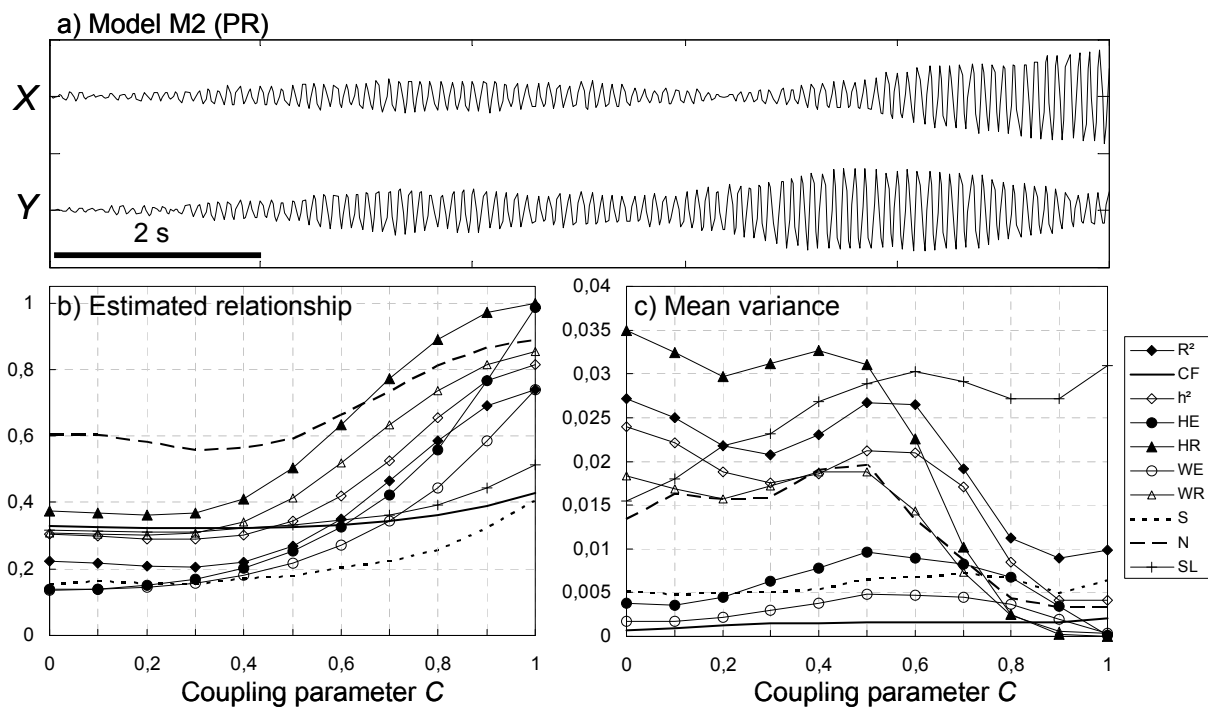 a) Model M2 (PR)
X
Y
2 s
b) Estimated relationship
1
0,8
0,6
0,4
0,2
0
0 0,2 0,4 0,6 0,8 1
Coupling parameter C
c) Mean variance
0,04
0,035
0,03
0,025
0,02
0,015
0,01
0,005
0
0 0,2 0,4 0,6 0,8 1
Coupling parameter C
R²
CF
h²
HE
HR
WE
WR
S
N
SL